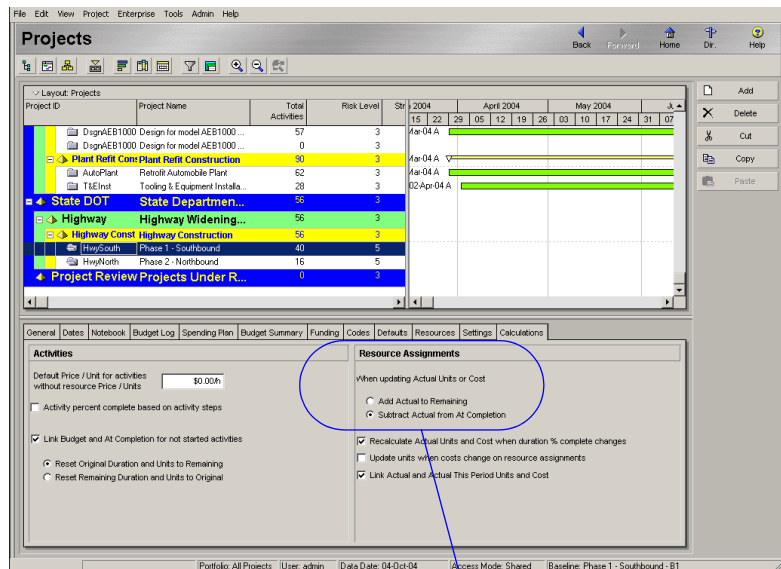 File Edit View Project Enterprise Tools Admin Help
Projects
Back Forward Home Dir. Help
Layout: Projects
Project ID Project Name Total Activities Risk Level Str
2004 April 2004 May 2004
15 22 29 05 12 19 26 03 10 17 24 31 07
DsgnAEB1000 Design for model AEB1000 ... 57 3 Mar-04 A
DsgnAEB1000 Design for model AEB1000 ... 0 3
Plant Refit Cons Plant Refit Construction 90 3 Mar-04 A
AutoPlant Retrofit Automobile Plant 62 3 Mar-04 A
T&EInst Tooling & Equipment Installa... 28 3 02-Apr-04 A
State DOT State Departmen... 56 3
Highway Highway Widening... 56 3
Highway Const Highway Construction 56 3
HwySouth Phase 1 - Southbound 40 5
HwyNorth Phase 2 - Northbound 16 5
Project Review Projects Under R... 0 3
Add
Delete
Cut
Copy
Paste
General Dates Notebook Budget Log Spending Plan Budget Summary Funding Codes Defaults Resources Settings Calculations
Activities
Default Price / Unit for activities
without resource Price / Units
$0.00/h
Activity percent complete based on activity steps
Link Budget and At Completion for not started activities
Reset Original Duration and Units to Remaining
Reset Remaining Duration and Units to Original
Resource Assignments
When updating Actual Units or Cost
Add Actual to Remaining
Subtract Actual from At Completion
Recalculate Actual Units and Cost when duration % complete changes
Update units when costs change on resource assignments
Link Actual and Actual This Period Units and Cost
Portfolio: All Projects User: admin Data Date: 04-Oct-04 Access Mode: Shared Baseline: Phase 1 - Southbound - B1